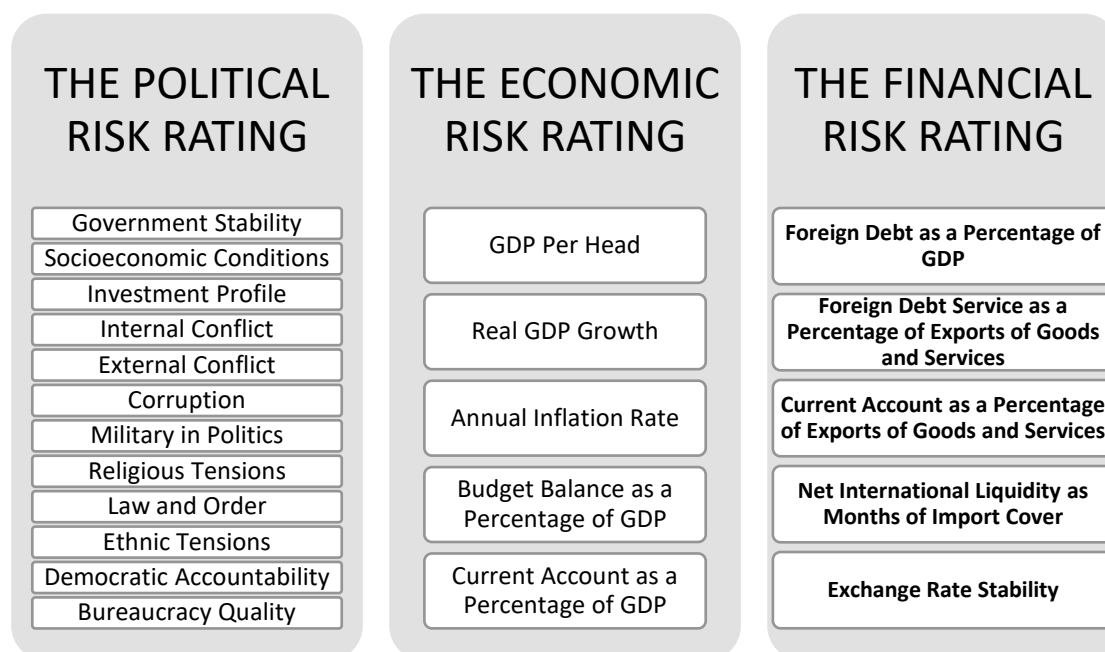 THE POLITICAL
RISK RATING
Government Stability
Socioeconomic Conditions
Investment Profile
Internal Conflict
External Conflict
Corruption
Military in Politics
Religious Tensions
Law and Order
Ethnic Tensions
Democratic Accountability
Bureaucracy Quality
THE ECONOMIC
RISK RATING
GDP Per Head
Real GDP Growth
Annual Inflation Rate
Budget Balance as a
Percentage of GDP
Current Account as a
Percentage of GDP
THE FINANCIAL
RISK RATING
Foreign Debt as a Percentage of
GDP
Foreign Debt Service as a
Percentage of Exports of Goods
and Services
Current Account as a Percentage
of Exports of Goods and Services
Net International Liquidity as
Months of Import Cover
Exchange Rate Stability